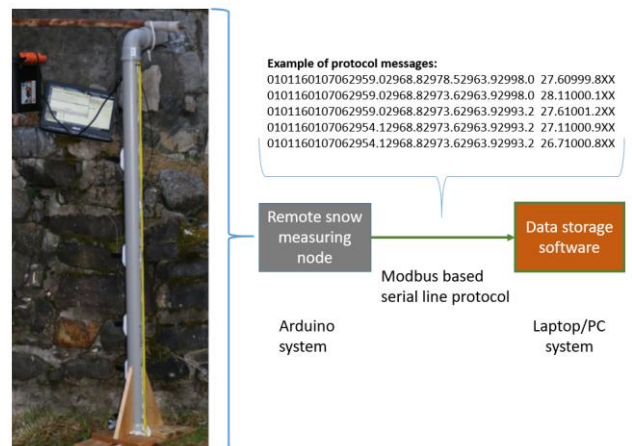 Example of protocol messages:
0101160107062959.02968.82978.52963.92998.0  27.60999.8XX
0101160107062959.02968.82973.62963.92998.0  28.11000.1XX
0101160107062959.02968.82973.62963.92993.2  27.61001.2XX
0101160107062954.12968.82973.62963.92993.2  27.11000.9XX
0101160107062954.12968.82973.62963.92993.2  26.71000.8XX
Remote snow
measuring
node
Data storage
software
Modbus based
serial line protocol
Arduino
system
Laptop/PC
system